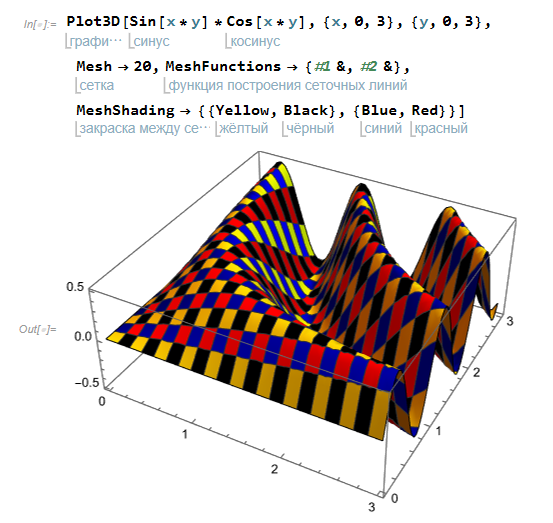 In[◦]:= Plot3D[Sin[x * y] * Cos[x * y], {x, 0, 3}, {y, 0, 3},
графи⋯ синус косинус
Mesh → 20, MeshFunctions → {#1 &, #2 &},
сетка функция построения сеточных линий
MeshShading → {{Yellow, Black}, {Blue, Red}}]
закраска между се⋯ жёлтый чёрный синий красный
Out[◦]=
0.5
0.0
-0.5
0
1
2
3
0
1
2
3